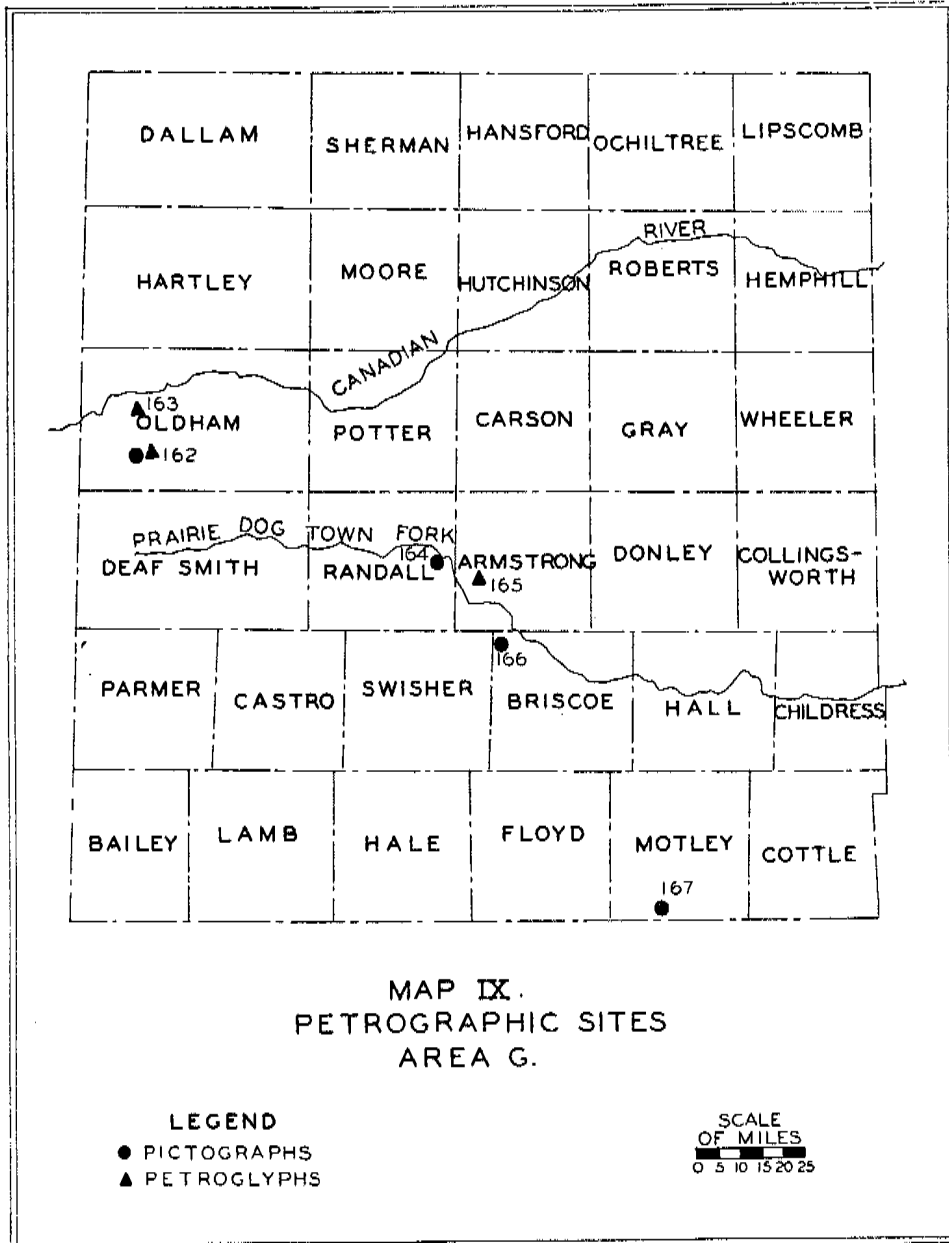 DALLAM
SHERMAN
HANSFORD
OCHILTREE
LIPSCOMB
HARTLEY
MOORE
HUTCHINSON
RIVER
ROBERTS
HEMPHILL
CANADIAN
163
OLDHAM
162
POTTER
CARSON
GRAY
WHEELER
PRAIRIE DOG TOWN FORK
DEAF SMITH
164
RANDALL
ARMSTRONG
165
DONLEY
COLLINGS-
WORTH
PARMER
CASTRO
SWISHER
166
BRISCOE
HALL
CHILDRESS
BAILEY
LAMB
HALE
FLOYD
MOTLEY
167
COTTLE
MAP IX.
PETROGRAPHIC SITES
AREA G.
LEGEND
PICTOGRAPHS
PETROGLYPHS
SCALE
OF MILES
0 5 10 15 20 25